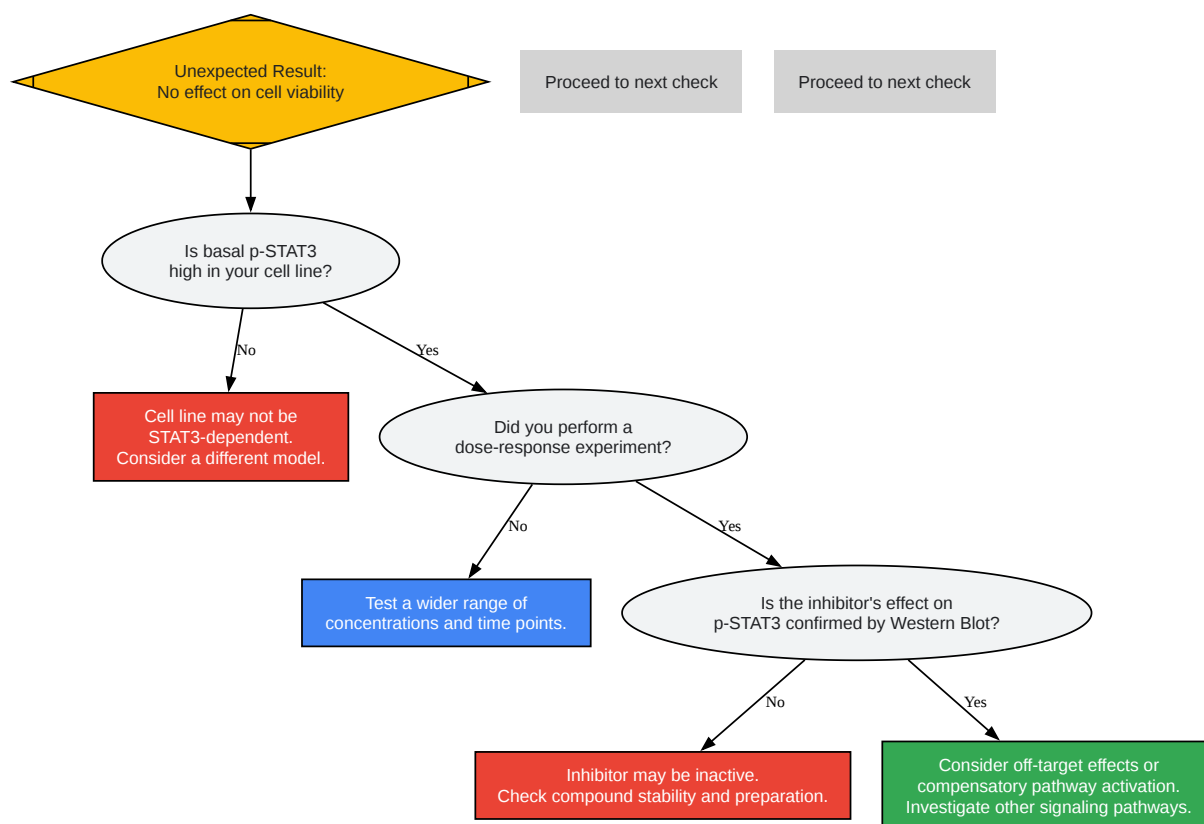 Unexpected Result:
No effect on cell viability
Proceed to next check
Proceed to next check
Is basal p-STAT3
high in your cell line?
No
Yes
Cell line may not be
STAT3-dependent.
Consider a different model.
Did you perform a
dose-response experiment?
No
Yes
Test a wider range of
concentrations and time points.
Is the inhibitor's effect on
p-STAT3 confirmed by Western Blot?
No
Yes
Inhibitor may be inactive.
Check compound stability and preparation.
Consider off-target effects or
compensatory pathway activation.
Investigate other signaling pathways.